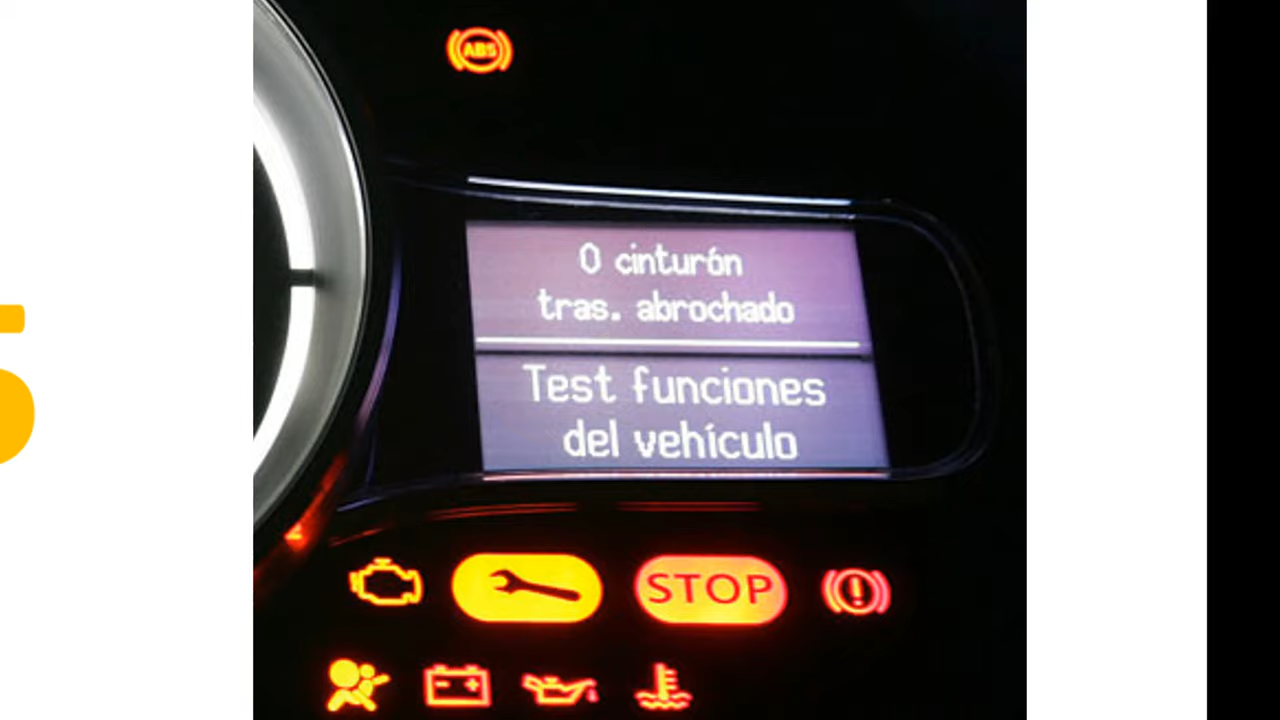 ABS
0 cinturón
tras. abrochado
Test funciones
del vehículo
STOP